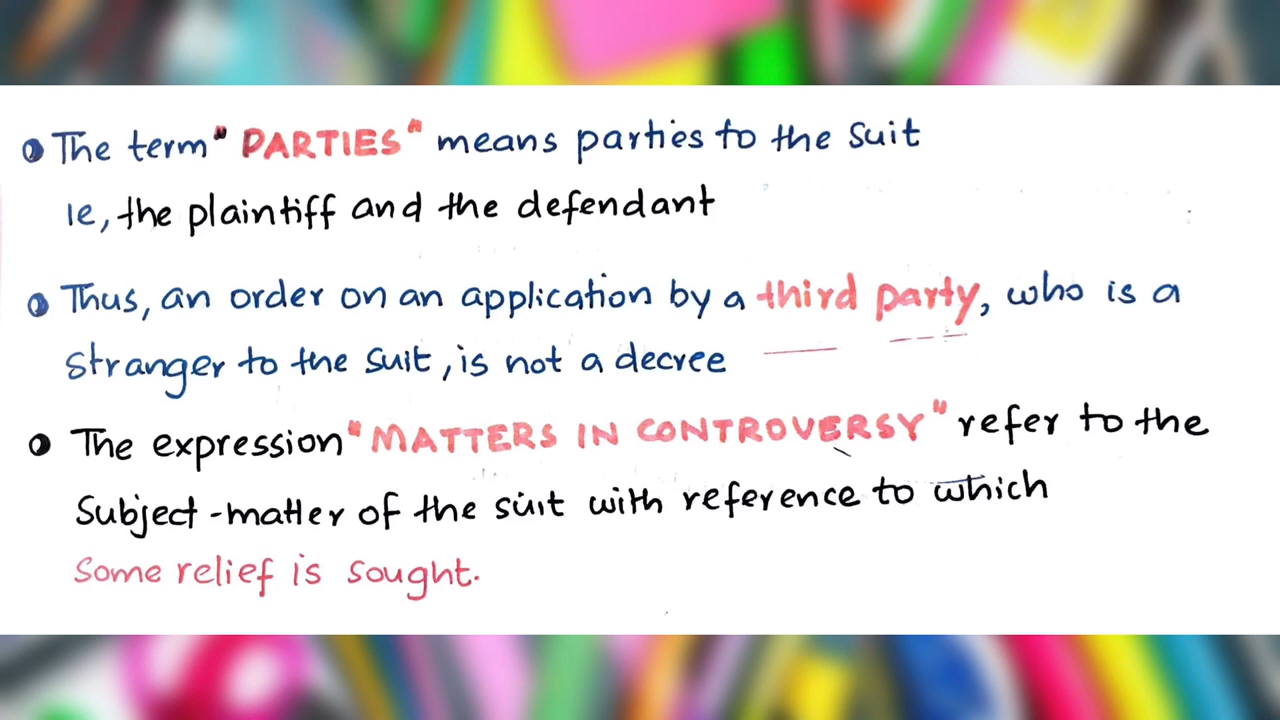 The term "PARTIES" means parties to the suit
ie, the plaintiff and the defendant
Thus, an order on an application by a third party, who is a
stranger to the suit, is not a decree
The expression "MATTERS IN CONTROVERSY" refer to the
Subject-matter of the suit with reference to which
Some relief is sought.